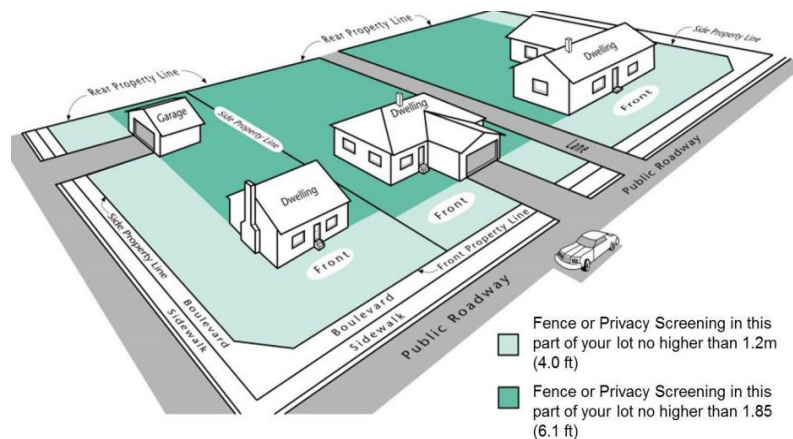 Rear Property Line
Side Property Line
Rear Property Line
Dwelling
Front
Garage
Side Property Line
Dwelling
Lane
Public Roadway
Dwelling
Front
Side Property Line
Front
Front Property Line
Boulevard
Sidewalk
Boulevard
Sidewalk
Public Roadway
Fence or Privacy Screening in this
part of your lot no higher than 1.2m
(4.0 ft)
Fence or Privacy Screening in this
part of your lot no higher than 1.85
(6.1 ft)